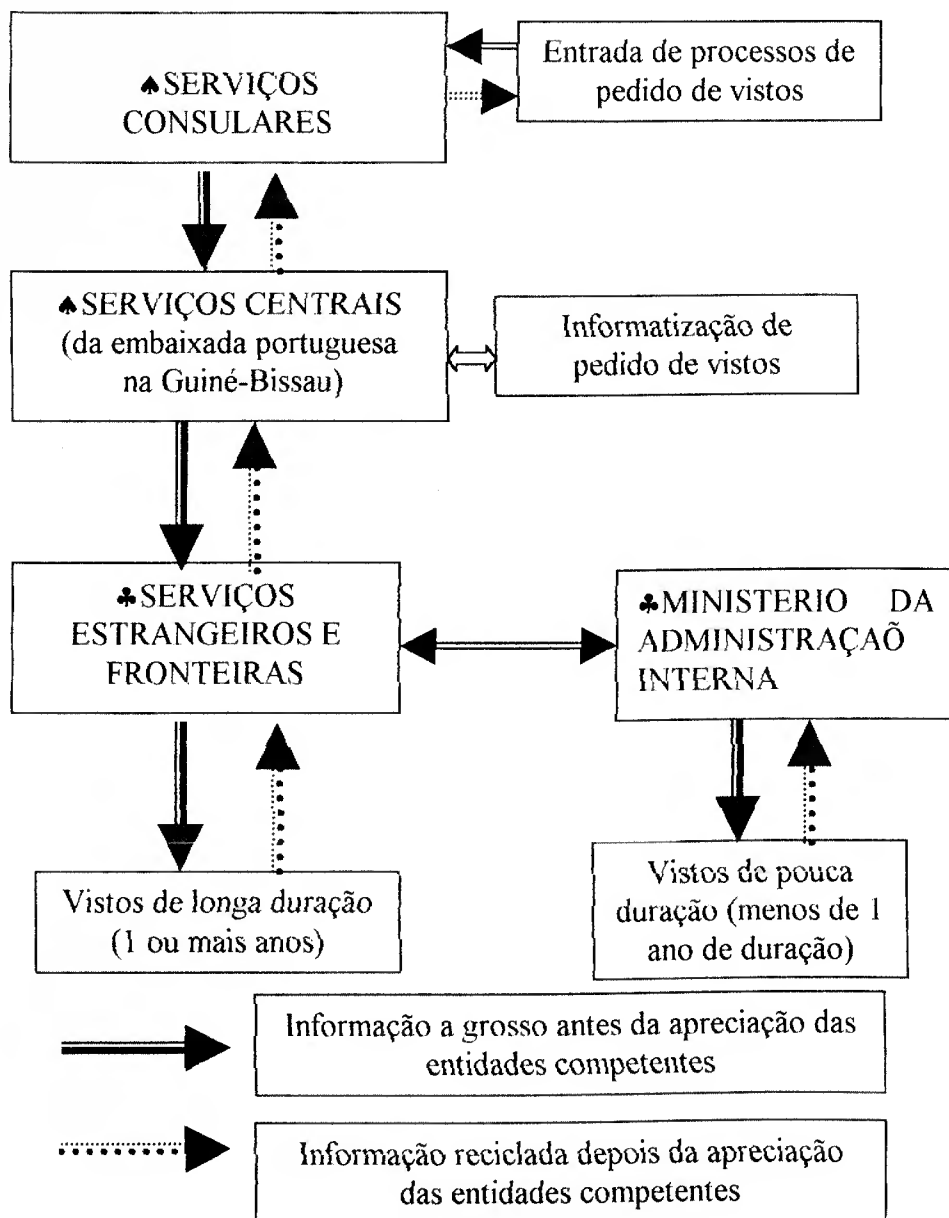 ♠SERVIÇOS
CONSULARES
Entrada de processos de
pedido de vistos
♠SERVIÇOS CENTRAIS
(da embaixada portuguesa
na Guiné-Bissau)
Informatização de
pedido de vistos
♣SERVIÇOS
ESTRANGEIROS E
FRONTEIRAS
♣MINISTERIO DA
ADMINISTRAÇAÕ
INTERNA
Vistos de longa duração
(1 ou mais anos)
Vistos de pouca
duração (menos de 1
ano de duração)
Informação a grosso antes da apreciação das
entidades competentes
Informação reciclada depois da apreciação
das entidades competentes